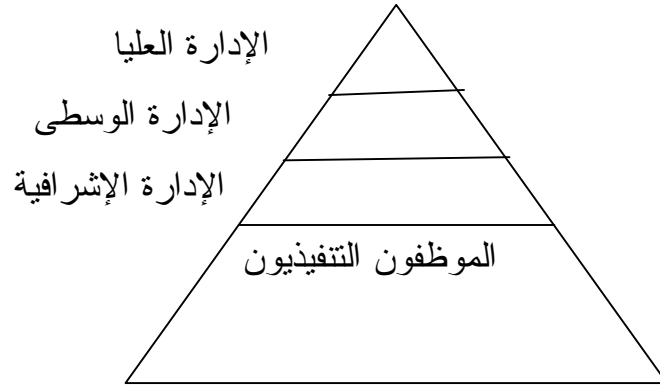 الإدارة العليا
الإدارة الوسطى
الإدارة الإشرافية
الموظفون التنفيذيون